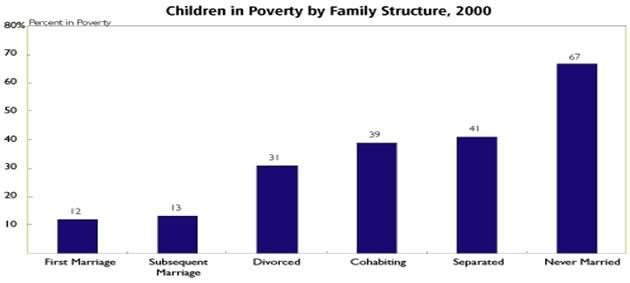 Children in Poverty by Family Structure, 2000
80% Percent in Poverty
70
60
50
40
30
20
10
12
13
31
39
41
67
First Marriage
Subsequent
Marriage
Divorced
Cohabiting
Separated
Never Married